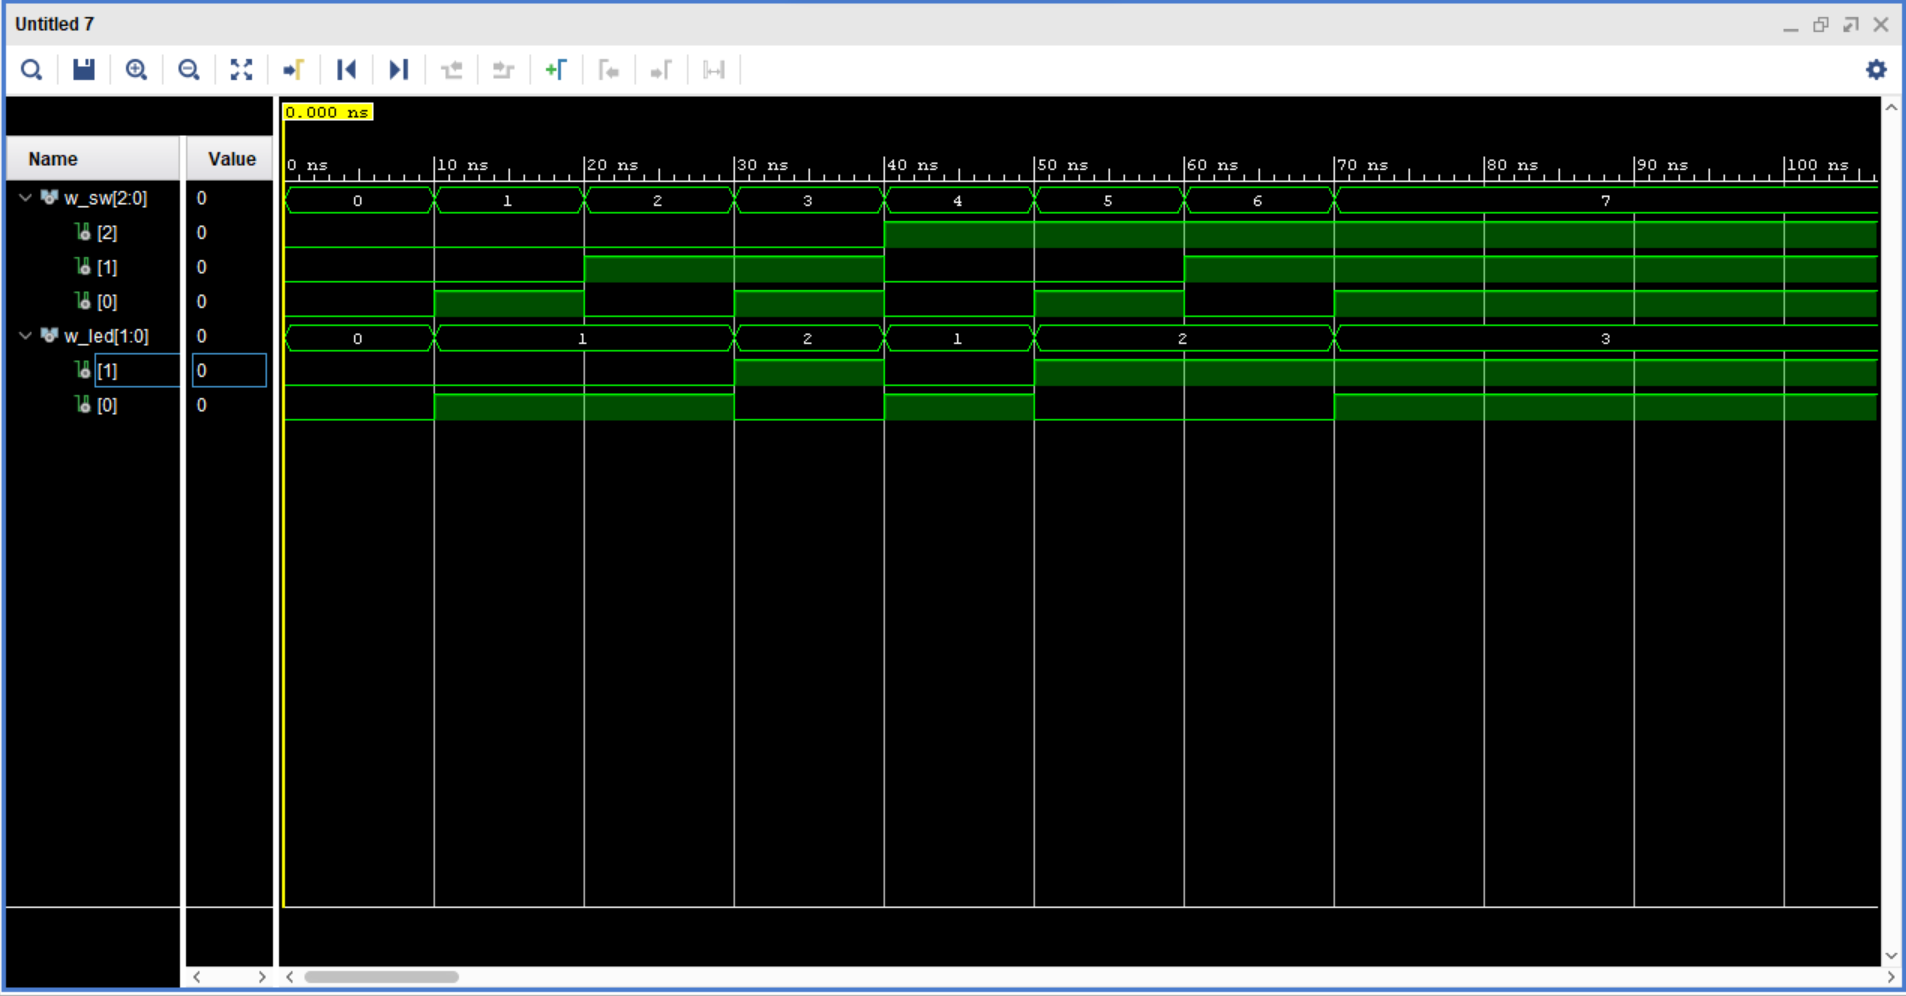 Untitled 7
0.000 ns
Name Value
0 ns 10 ns 20 ns 30 ns 40 ns 50 ns 60 ns 70 ns 80 ns 90 ns 100 ns
w_sw[2:0] 0 0 1 2 3 4 5 6 7
[2] 0
[1] 0
[0] 0
w_led[1:0] 0 0 1 2 1 2 3
[1] 0
[0] 0